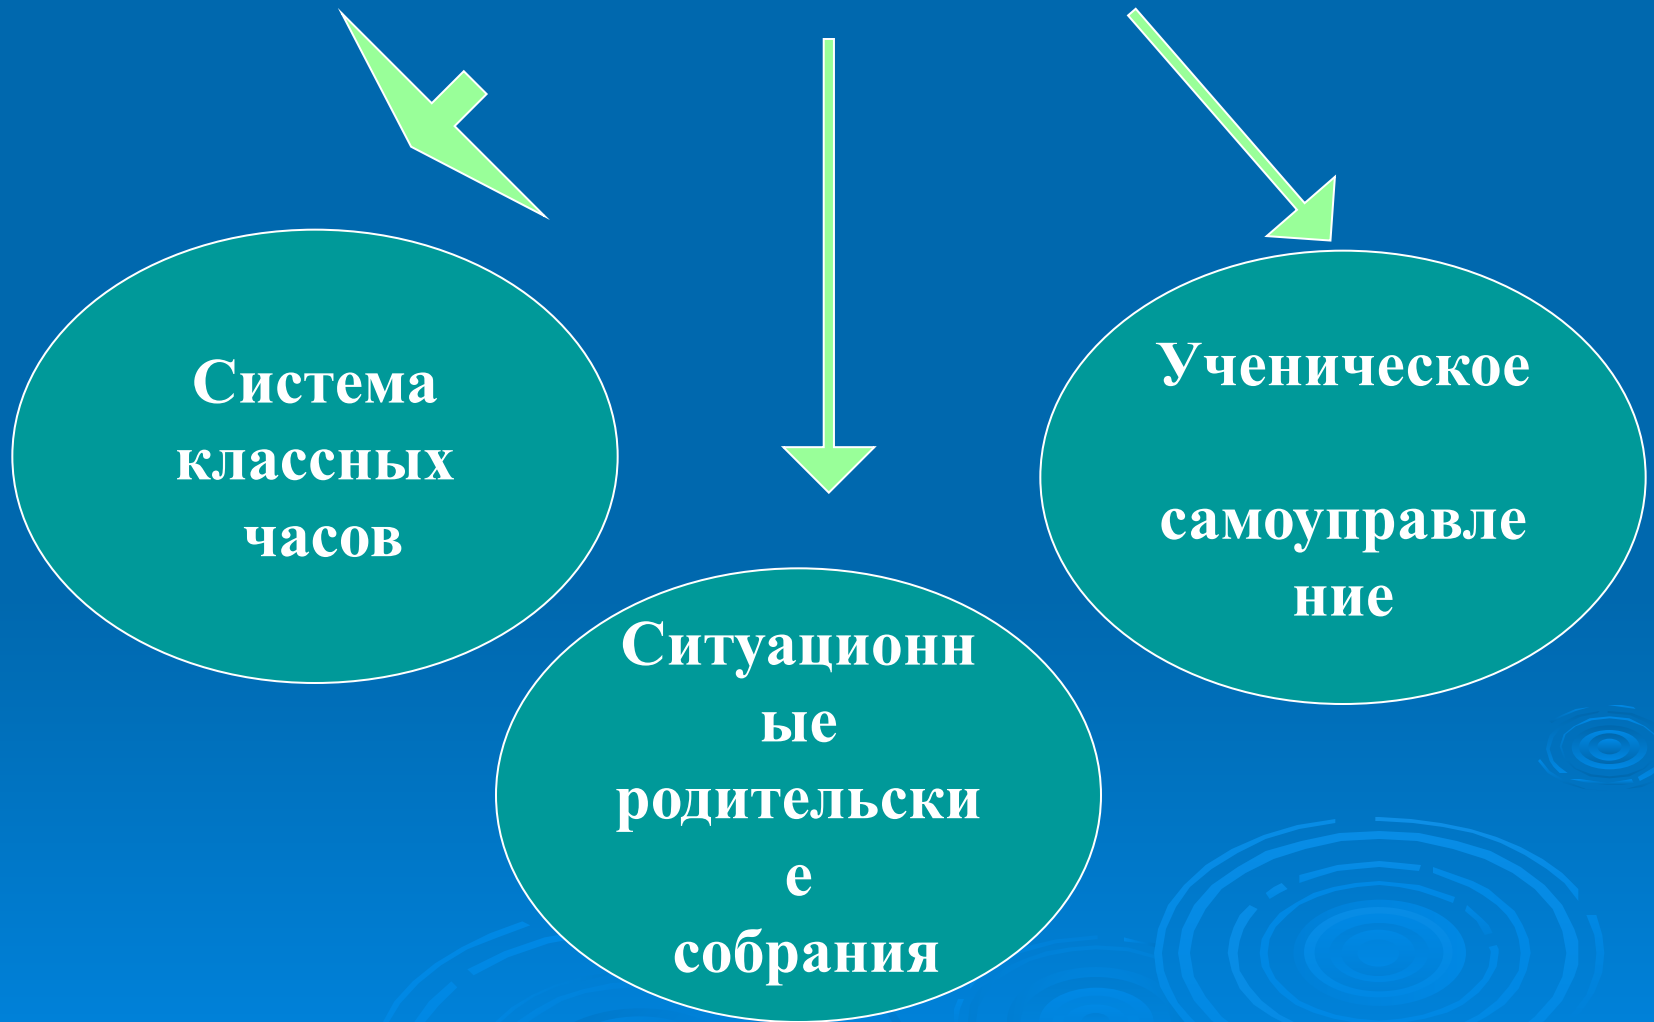 Система
классных
часов
Ученическое
самоуправле
ние
Ситуационн
ые
родительски
е
собрания